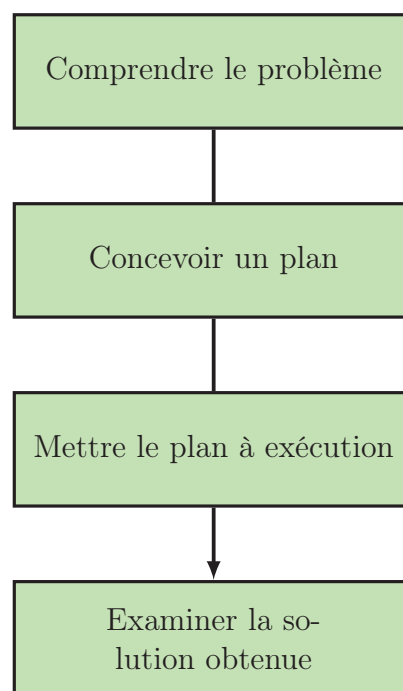 Comprendre le problème
Concevoir un plan
Mettre le plan à exécution
Examiner la so-
lution obtenue